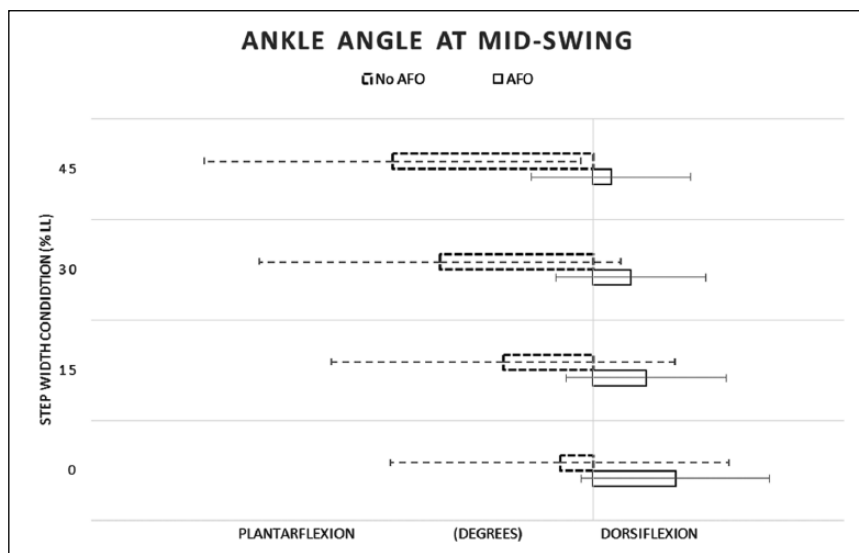 ANKLE ANGLE AT MID-SWING
No AFO AFO
STEP WIDTH CONDIDTION (% LL)
45
30
15
0
PLANTARFLEXION (DEGREES) DORSIFLEXION